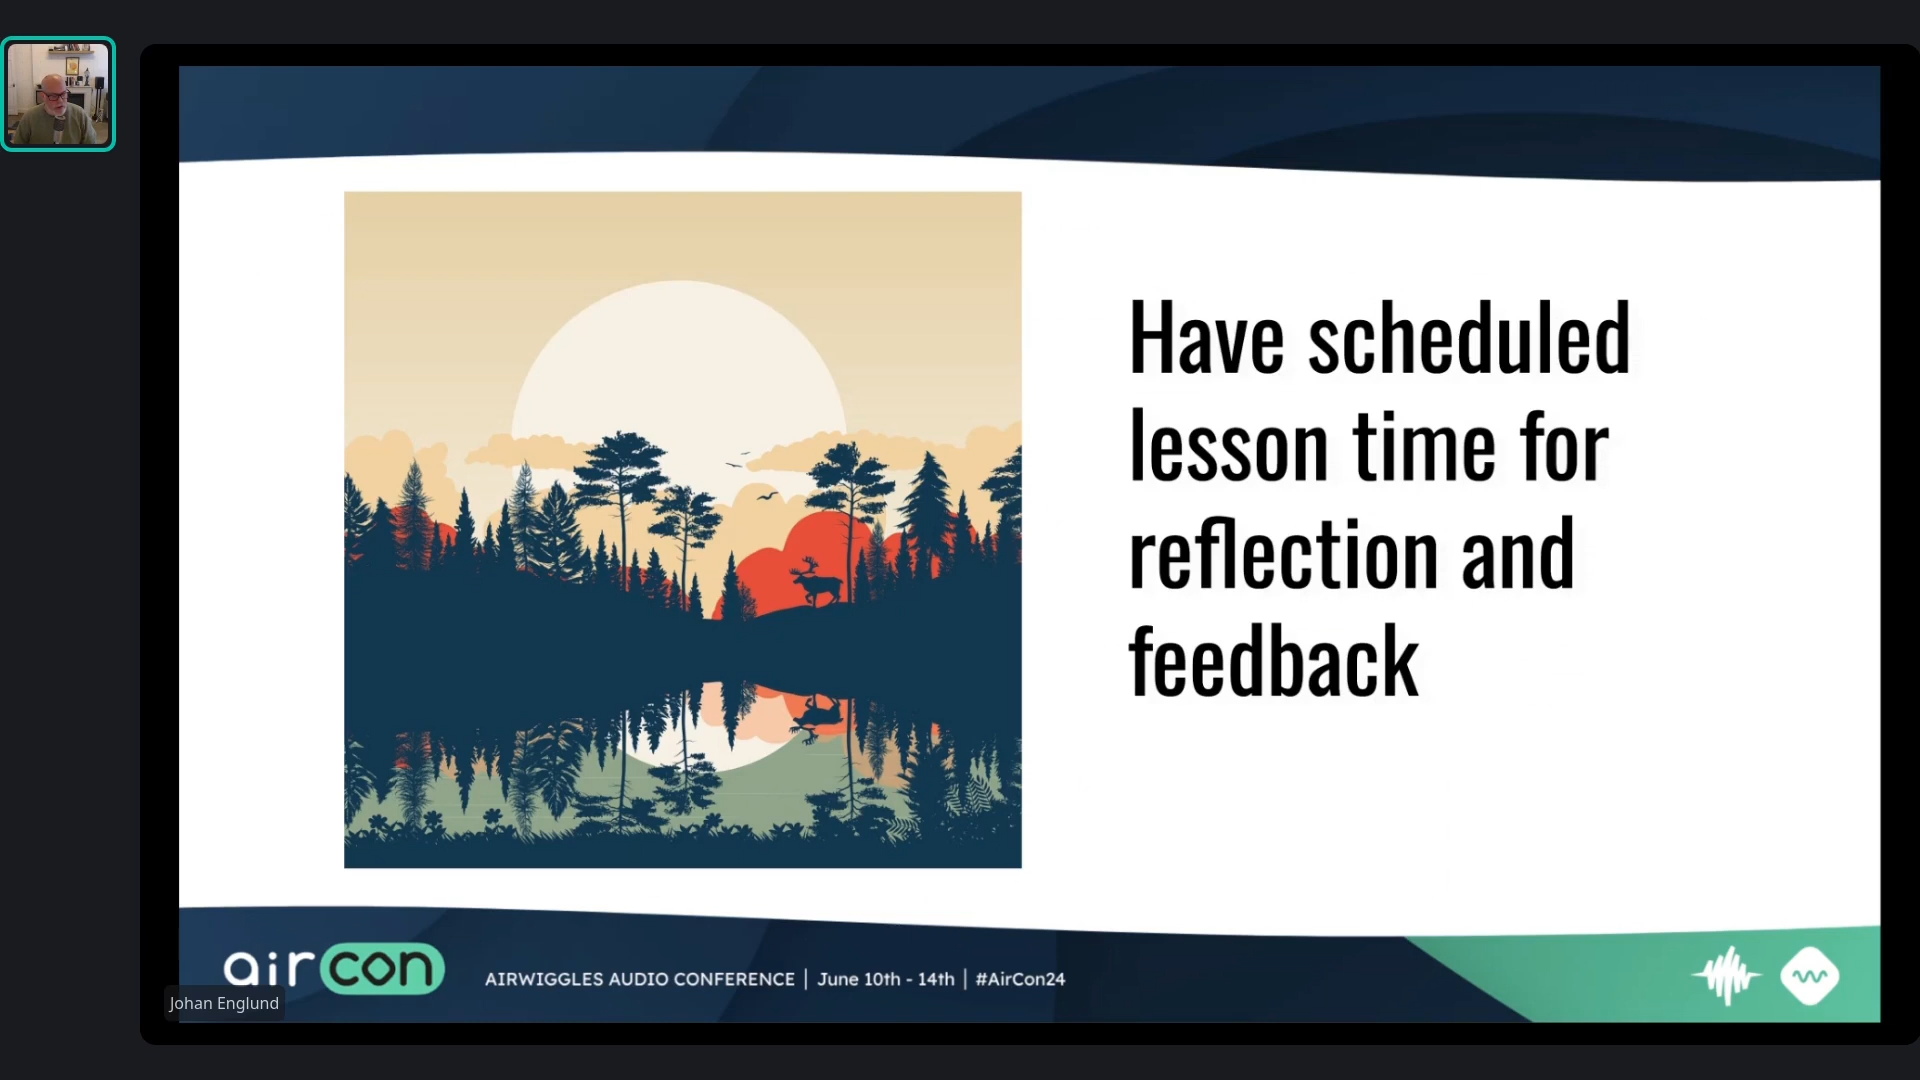 Have scheduled
lesson time for
reflection and
feedback
aircon
AIRWIGGLES AUDIO CONFERENCE | June 10th - 14th | #AirCon24
Johan Englund